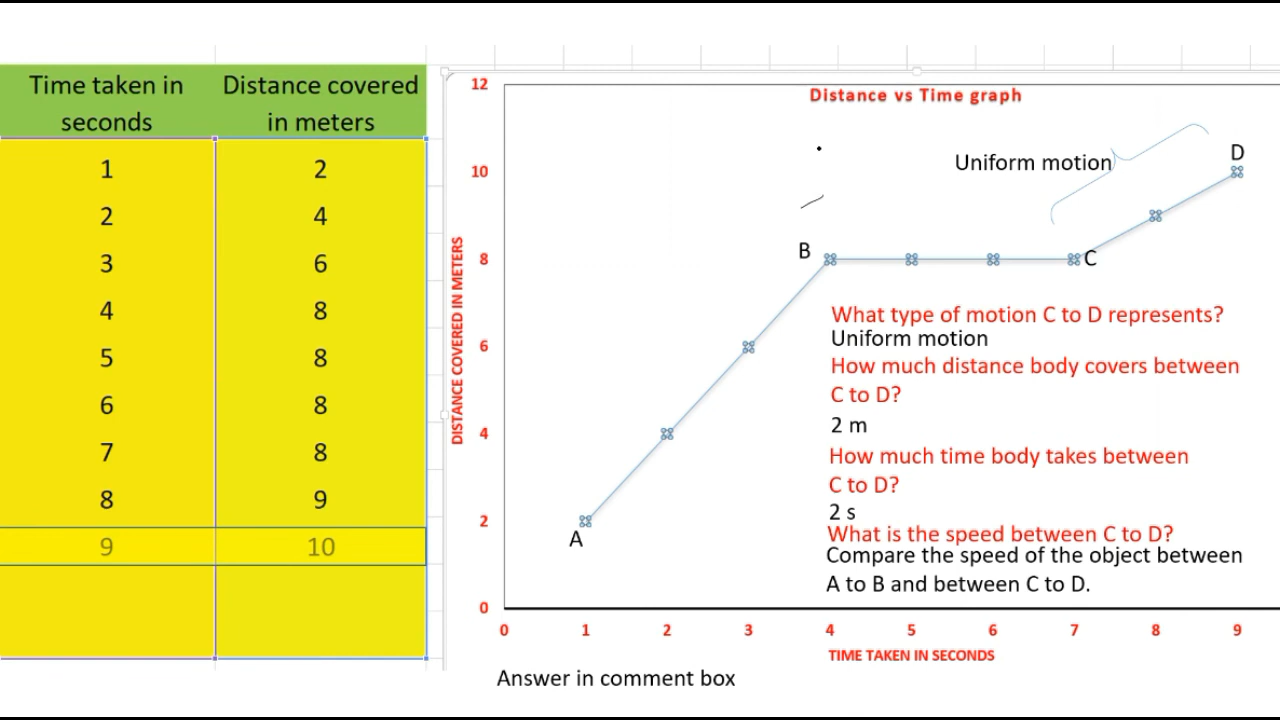 Time taken in Distance covered
seconds in meters
1 2
2 4
3 6
4 8
5 8
6 8
7 8
8 9
9 10
Distance vs Time graph
DISTANCE COVERED IN METERS
12
10
8
6
4
2
0
0 1 2 3 4 5 6 7 8 9
TIME TAKEN IN SECONDS
A
B
C
D
Uniform motion
What type of motion C to D represents?
Uniform motion
How much distance body covers between
C to D?
2 m
How much time body takes between
C to D?
2 s
What is the speed between C to D?
Compare the speed of the object between
A to B and between C to D.
Answer in comment box